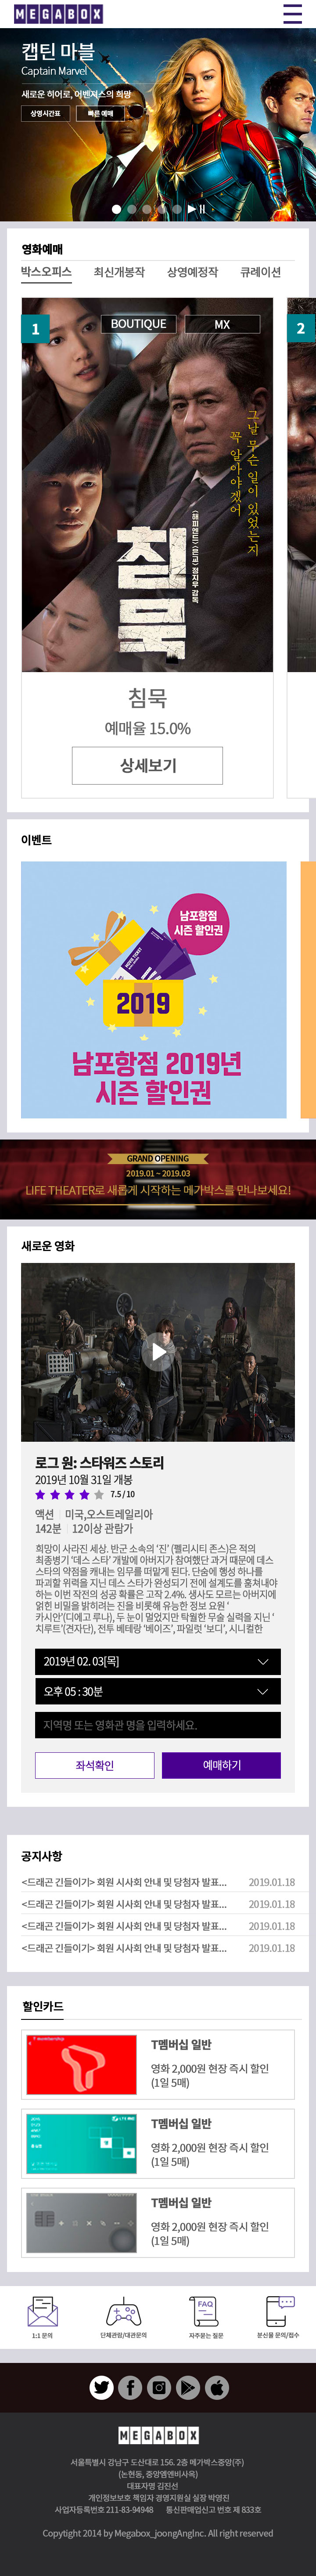 MEGABOX
캡틴 마블
Captain Marvel
새로운 히어로, 어벤져스의 희망
상영시간표
빠른 예매
영화예매
박스오피스
최신개봉작
상영예정작
큐레이션
1
BOUTIQUE
MX
2
그날 무슨 일이 있었는지
꼭 알아야겠어
<해피엔드> <은교> 정지우 감독
침묵
침묵
예매율 15.0%
상세보기
이벤트
남포항점
시즌 할인권
2019
남포항점 2019년
시즌 할인권
GRAND OPENING
2019.01 ~ 2019.03
LIFE THEATER로 새롭게 시작하는 메가박스를 만나보세요!
새로운 영화
로그 원: 스타워즈 스토리
2019년 10월 31일 개봉
7.5 / 10
액션 미국,오스트레일리아
142분 12이상 관람가
희망이 사라진 세상. 반군 소속의 ‘진’ (펠리시티 존스)은 적의
최종병기 ‘데스 스타’ 개발에 아버지가 참여했단 과거 때문에 데스
스타의 약점을 캐내는 임무를 떠맡게 된다. 단숨에 행성 하나를
파괴할 위력을 지닌 데스 스타가 완성되기 전에 설계도를 훔쳐내야
하는 이번 작전의 성공 확률은 고작 2.4%. 생사도 모르는 아버지에
얽힌 비밀을 밝히려는 진을 비롯해 유능한 정보 요원 ‘
카시안’(디에고 루나), 두 눈이 멀었지만 탁월한 무술 실력을 지닌 ‘
치루트’(견자단), 전투 베테랑 ‘베이즈’, 파일럿 ‘보디’, 시니컬한
2019년 02. 03[목]
오후 05 : 30분
지역명 또는 영화관 명을 입력하세요.
좌석확인
예매하기
공지사항
<드래곤 긴들이기> 회원 시사회 안내 및 당첨자 발표... 2019.01.18
<드래곤 긴들이기> 회원 시사회 안내 및 당첨자 발표... 2019.01.18
<드래곤 긴들이기> 회원 시사회 안내 및 당첨자 발표... 2019.01.18
<드래곤 긴들이기> 회원 시사회 안내 및 당첨자 발표... 2019.01.18
할인카드
T멤버십 일반
영화 2,000원 현장 즉시 할인
(1일 5매)
T멤버십 일반
영화 2,000원 현장 즉시 할인
(1일 5매)
T멤버십 일반
영화 2,000원 현장 즉시 할인
(1일 5매)
FAQ
1:1 문의
단체관람/대관문의
자주묻는 질문
분신물 문의/접수
MEGABOX
서울특별시 강남구 도산대로 156. 2층 메가박스중앙(주)
(논현동, 중앙엠앤비사옥)
대표자명 김진선
개인정보보호 책임자 경영지원실 실장 박영진
사업자등록번호 211-83-94948 통신판매업신고 번호 제 833호
Copytight 2014 by Megabox_joongAngInc. All right reserved